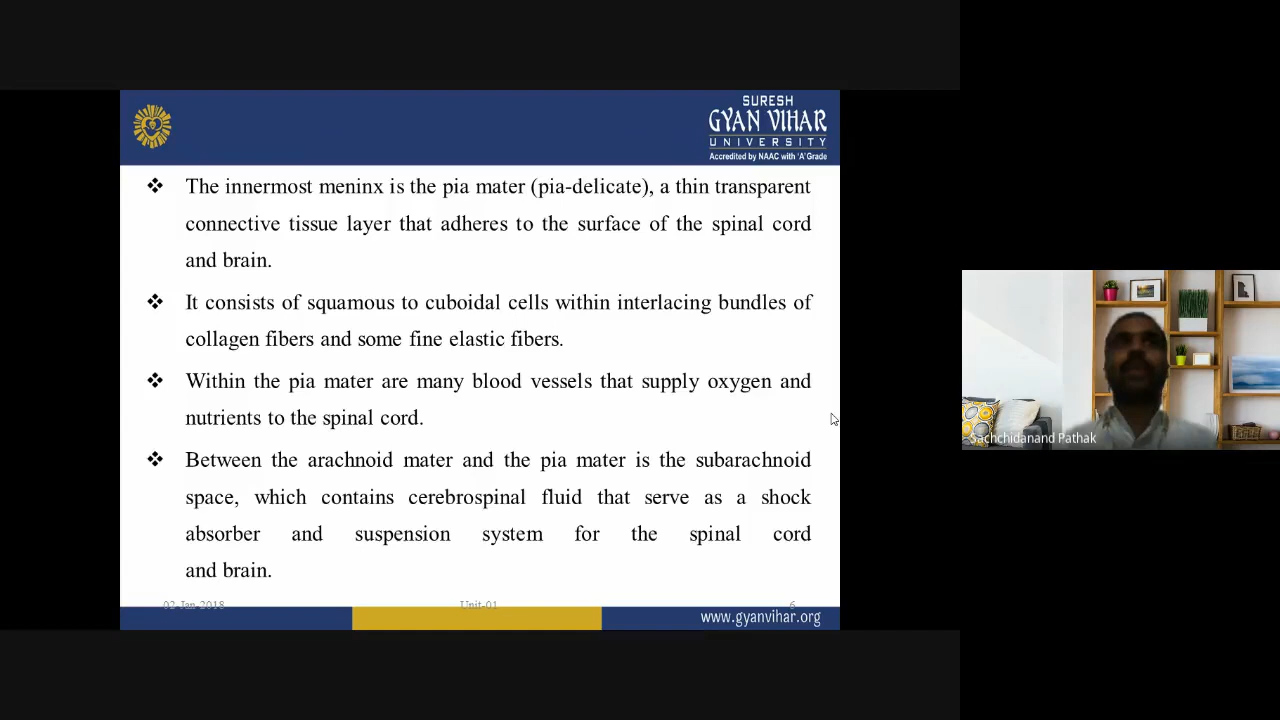 SURESH
GYAN VIHAR
UNIVERSITY
Accredited by NAAC with 'A' Grade
❖ The innermost meninx is the pia mater (pia-delicate), a thin transparent
connective tissue layer that adheres to the surface of the spinal cord
and brain.
❖ It consists of squamous to cuboidal cells within interlacing bundles of
collagen fibers and some fine elastic fibers.
❖ Within the pia mater are many blood vessels that supply oxygen and
nutrients to the spinal cord.
❖ Between the arachnoid mater and the pia mater is the subarachnoid
space, which contains cerebrospinal fluid that serve as a shock
absorber and suspension system for the spinal cord
and brain.
02 Jan 2018 Unit-01 6
www.gyanvihar.org
Sachchidanand Pathak